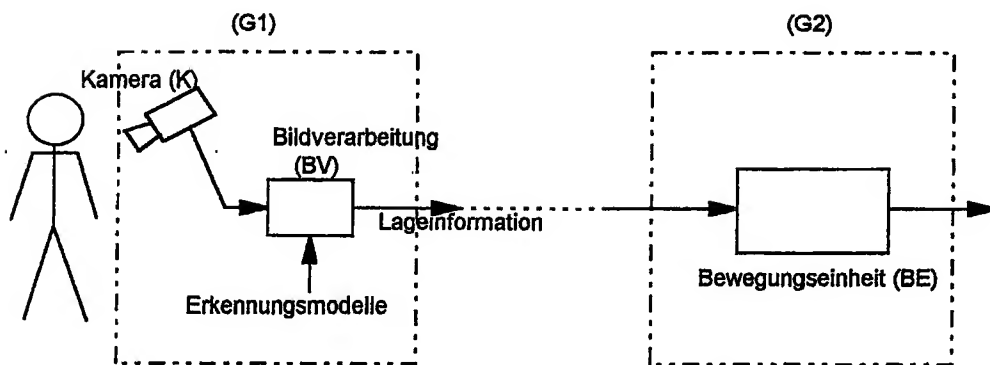 (G1)
(G2)
Kamera (K)
Bildverarbeitung
(BV)
Lageinformation
Erkennungsmodelle
Bewegungseinheit (BE)